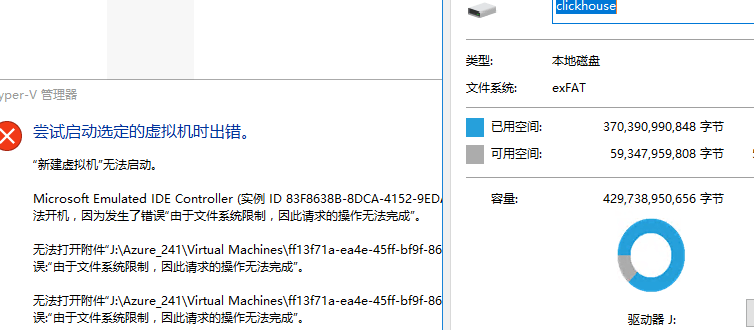 yper-V 管理器
尝试启动选定的虚拟机时出错。
“新建虚拟机”无法启动。
Microsoft Emulated IDE Controller (实例 ID 83F8638B-8DCA-4152-9EDA
法开机，因为发生了错误“由于文件系统限制，因此请求的操作无法完成”。
无法打开附件“J:\Azure_241\Virtual Machines\ff13f71a-ea4e-45ff-bf9f-86
误:“由于文件系统限制，因此请求的操作无法完成”。
无法打开附件“J:\Azure_241\Virtual Machines\ff13f71a-ea4e-45ff-bf9f-86
误:“由于文件系统限制，因此请求的操作无法完成”。
clickhouse
类型: 本地磁盘
文件系统: exFAT
已用空间: 370,390,990,848 字节
可用空间: 59,347,959,808 字节
容量: 429,738,950,656 字节
驱动器 J: